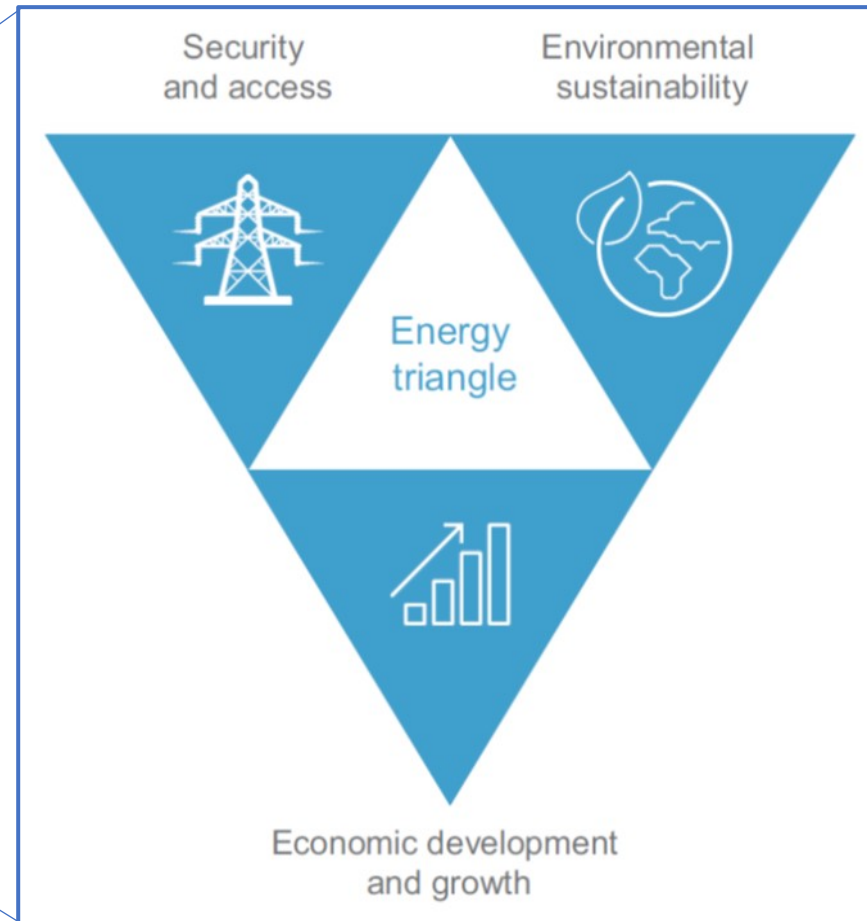 Security
and access
Environmental
sustainability
Energy
triangle
Economic development
and growth